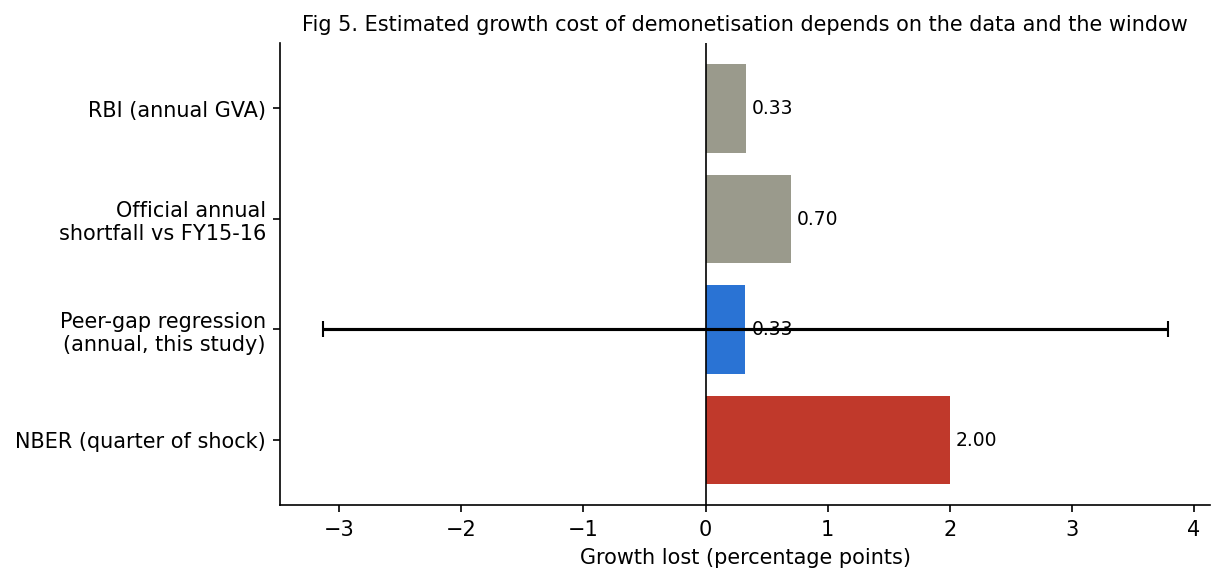 Fig 5. Estimated growth cost of demonetisation depends on the data and the window
RBI (annual GVA)
0.33
Official annual
shortfall vs FY15-16
0.70
Peer-gap regression
(annual, this study)
0.33
NBER (quarter of shock)
2.00
−3 −2 −1 0 1 2 3 4
Growth lost (percentage points)